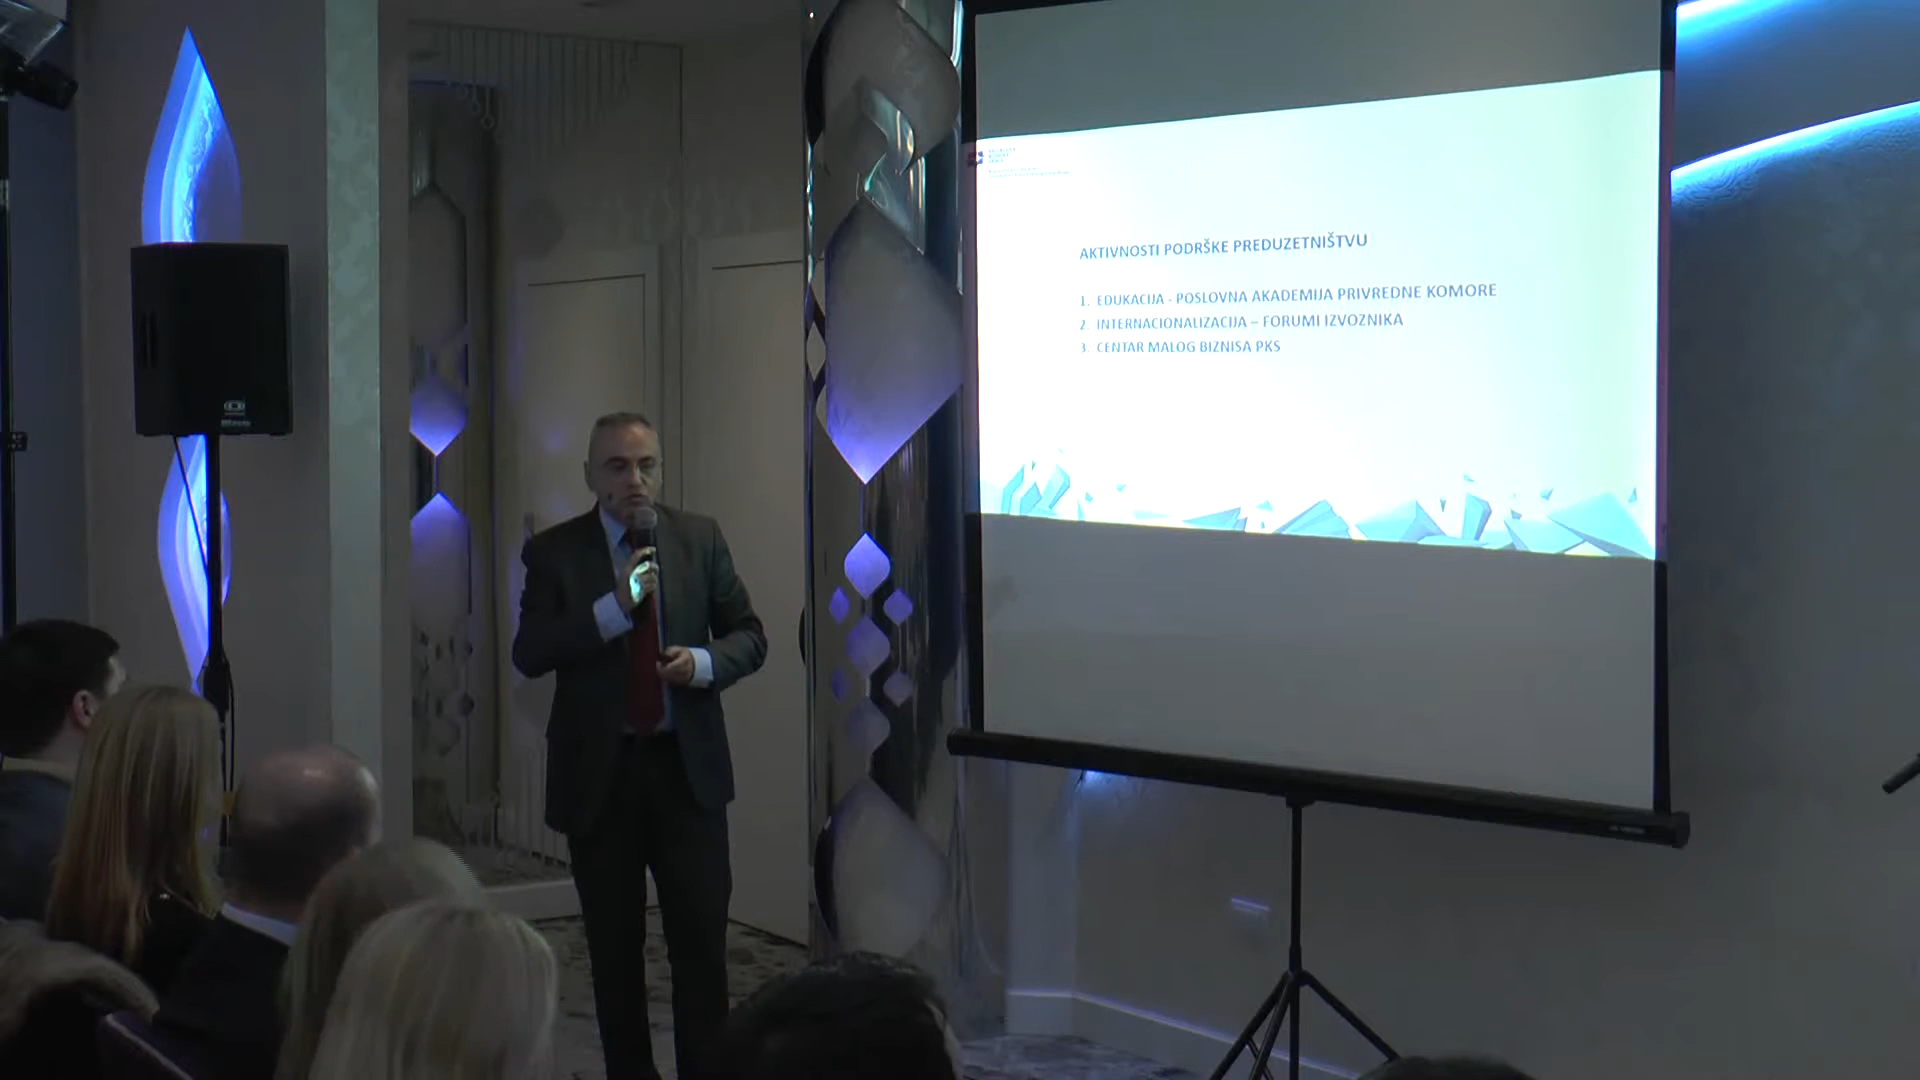 AKTIVNOSTI PODRŠKE PREDUZETNIŠTVU
1. EDUKACIJA - POSLOVNA AKADEMIJA PRIVREDNE KOMORE
2. INTERNACIONALIZACIJA – FORUMI IZVOZNIKA
3. CENTAR MALOG BIZNISA PKS